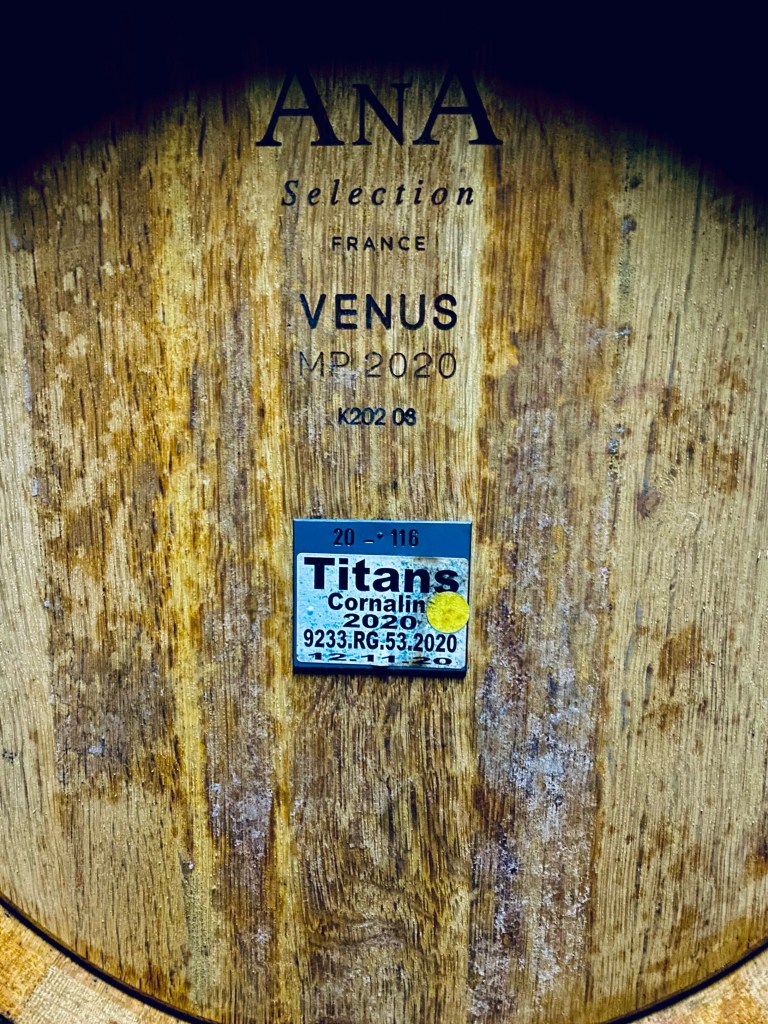 ANA
Selection
FRANCE
VENUS
MP 2020
K202 08
20 - 116
Titans
Cornalin
2020
9233.RG.53.2020
12.11.20